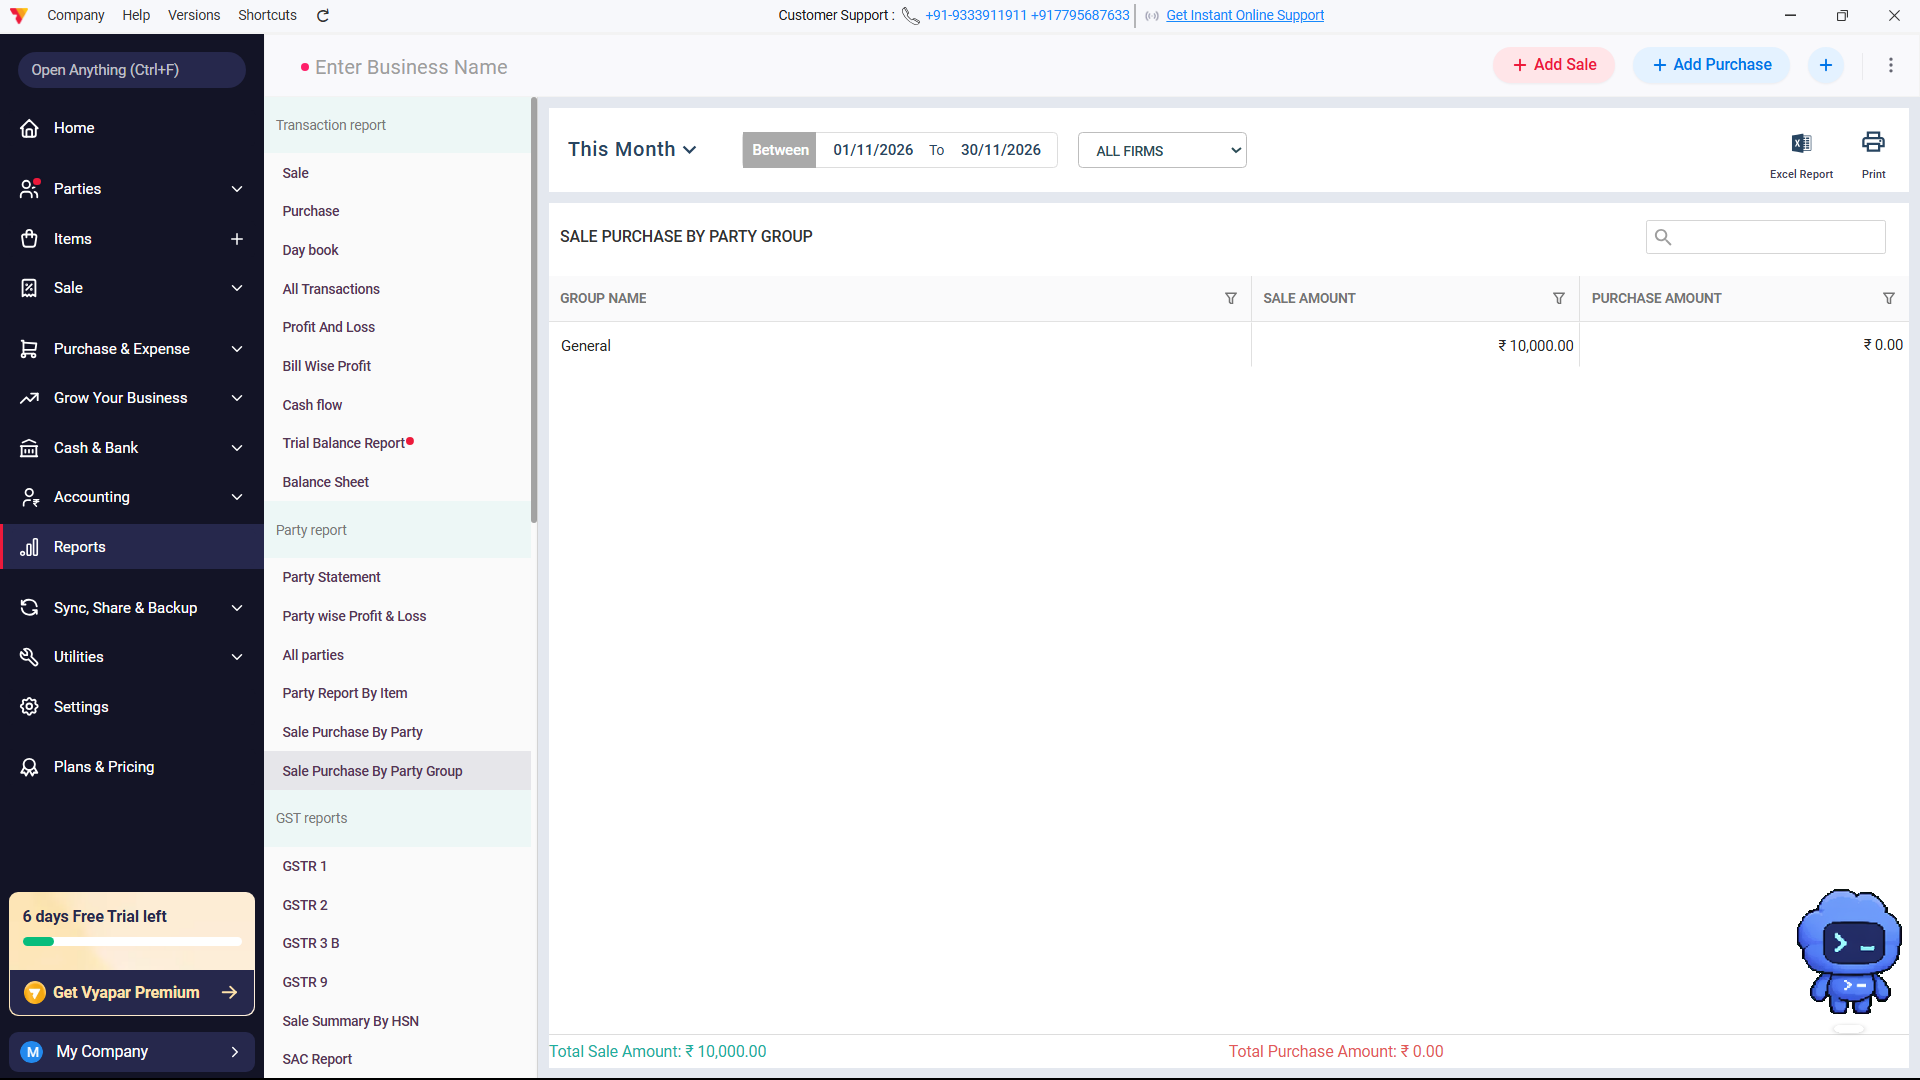 Company Help Versions Shortcuts
Customer Support : +91-9333911911 +917795687633 Get Instant Online Support
Open Anything (Ctrl+F)
Home
Parties
Items
Sale
Purchase & Expense
Grow Your Business
Cash & Bank
Accounting
Reports
Sync, Share & Backup
Utilities
Settings
Plans & Pricing
6 days Free Trial left
Get Vyapar Premium
M My Company
Enter Business Name
Add Sale
Add Purchase
Transaction report
Sale
Purchase
Day book
All Transactions
Profit And Loss
Bill Wise Profit
Cash flow
Trial Balance Report
Balance Sheet
Party report
Party Statement
Party wise Profit & Loss
All parties
Party Report By Item
Sale Purchase By Party
Sale Purchase By Party Group
GST reports
GSTR 1
GSTR 2
GSTR 3 B
GSTR 9
Sale Summary By HSN
SAC Report
This Month
Between 01/11/2026 To 30/11/2026
ALL FIRMS
Excel Report
Print
SALE PURCHASE BY PARTY GROUP
GROUP NAME SALE AMOUNT PURCHASE AMOUNT
General ₹ 10,000.00 ₹ 0.00
Total Sale Amount: ₹ 10,000.00 Total Purchase Amount: ₹ 0.00